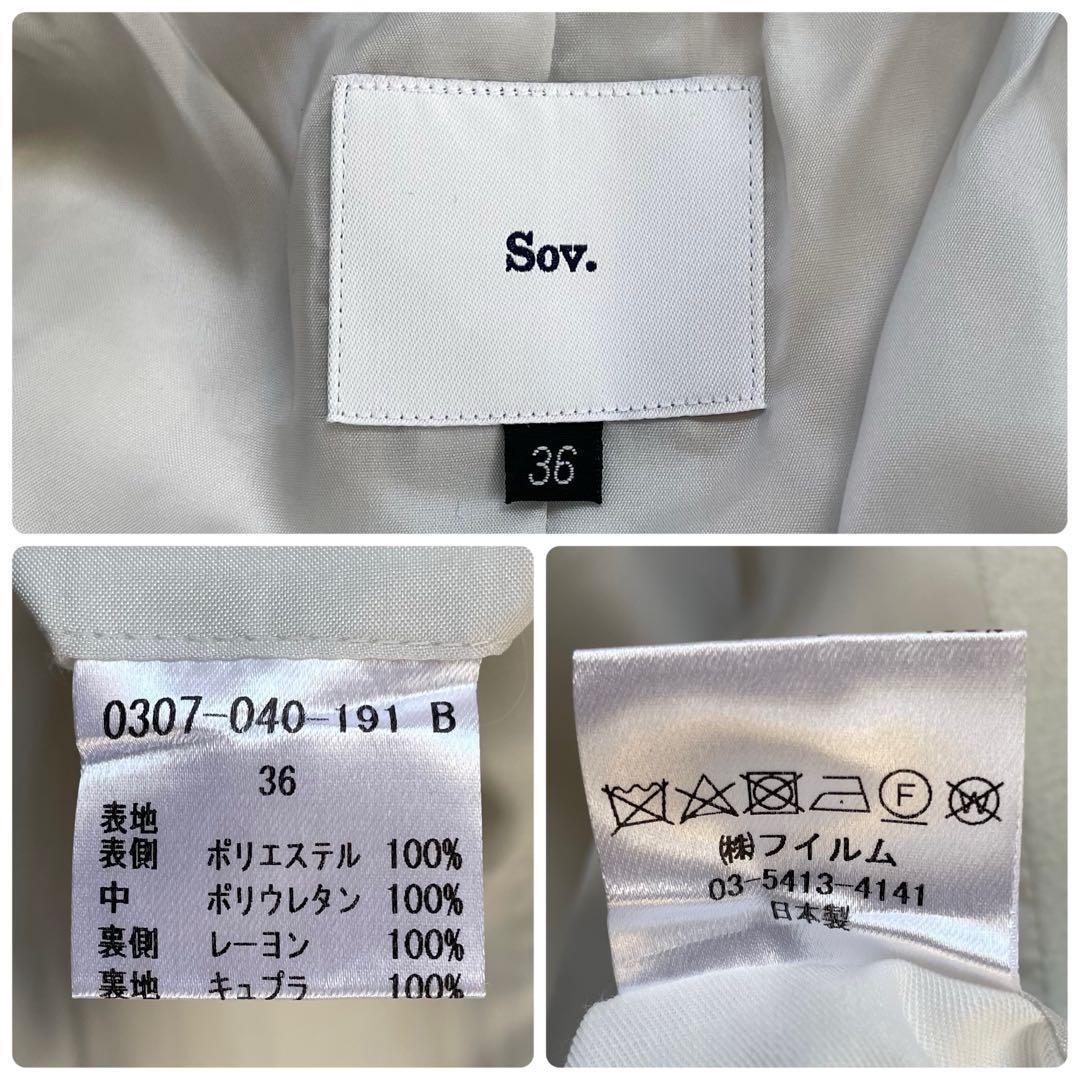 Sov.
36
0307-040-191 B
36
表地
表側 ポリエステル 100%
中 ポリウレタン 100%
裏側 レーヨン 100%
裏地 キュプラ 100%
F W
㈱フイルム
03-5413-4141
日本製